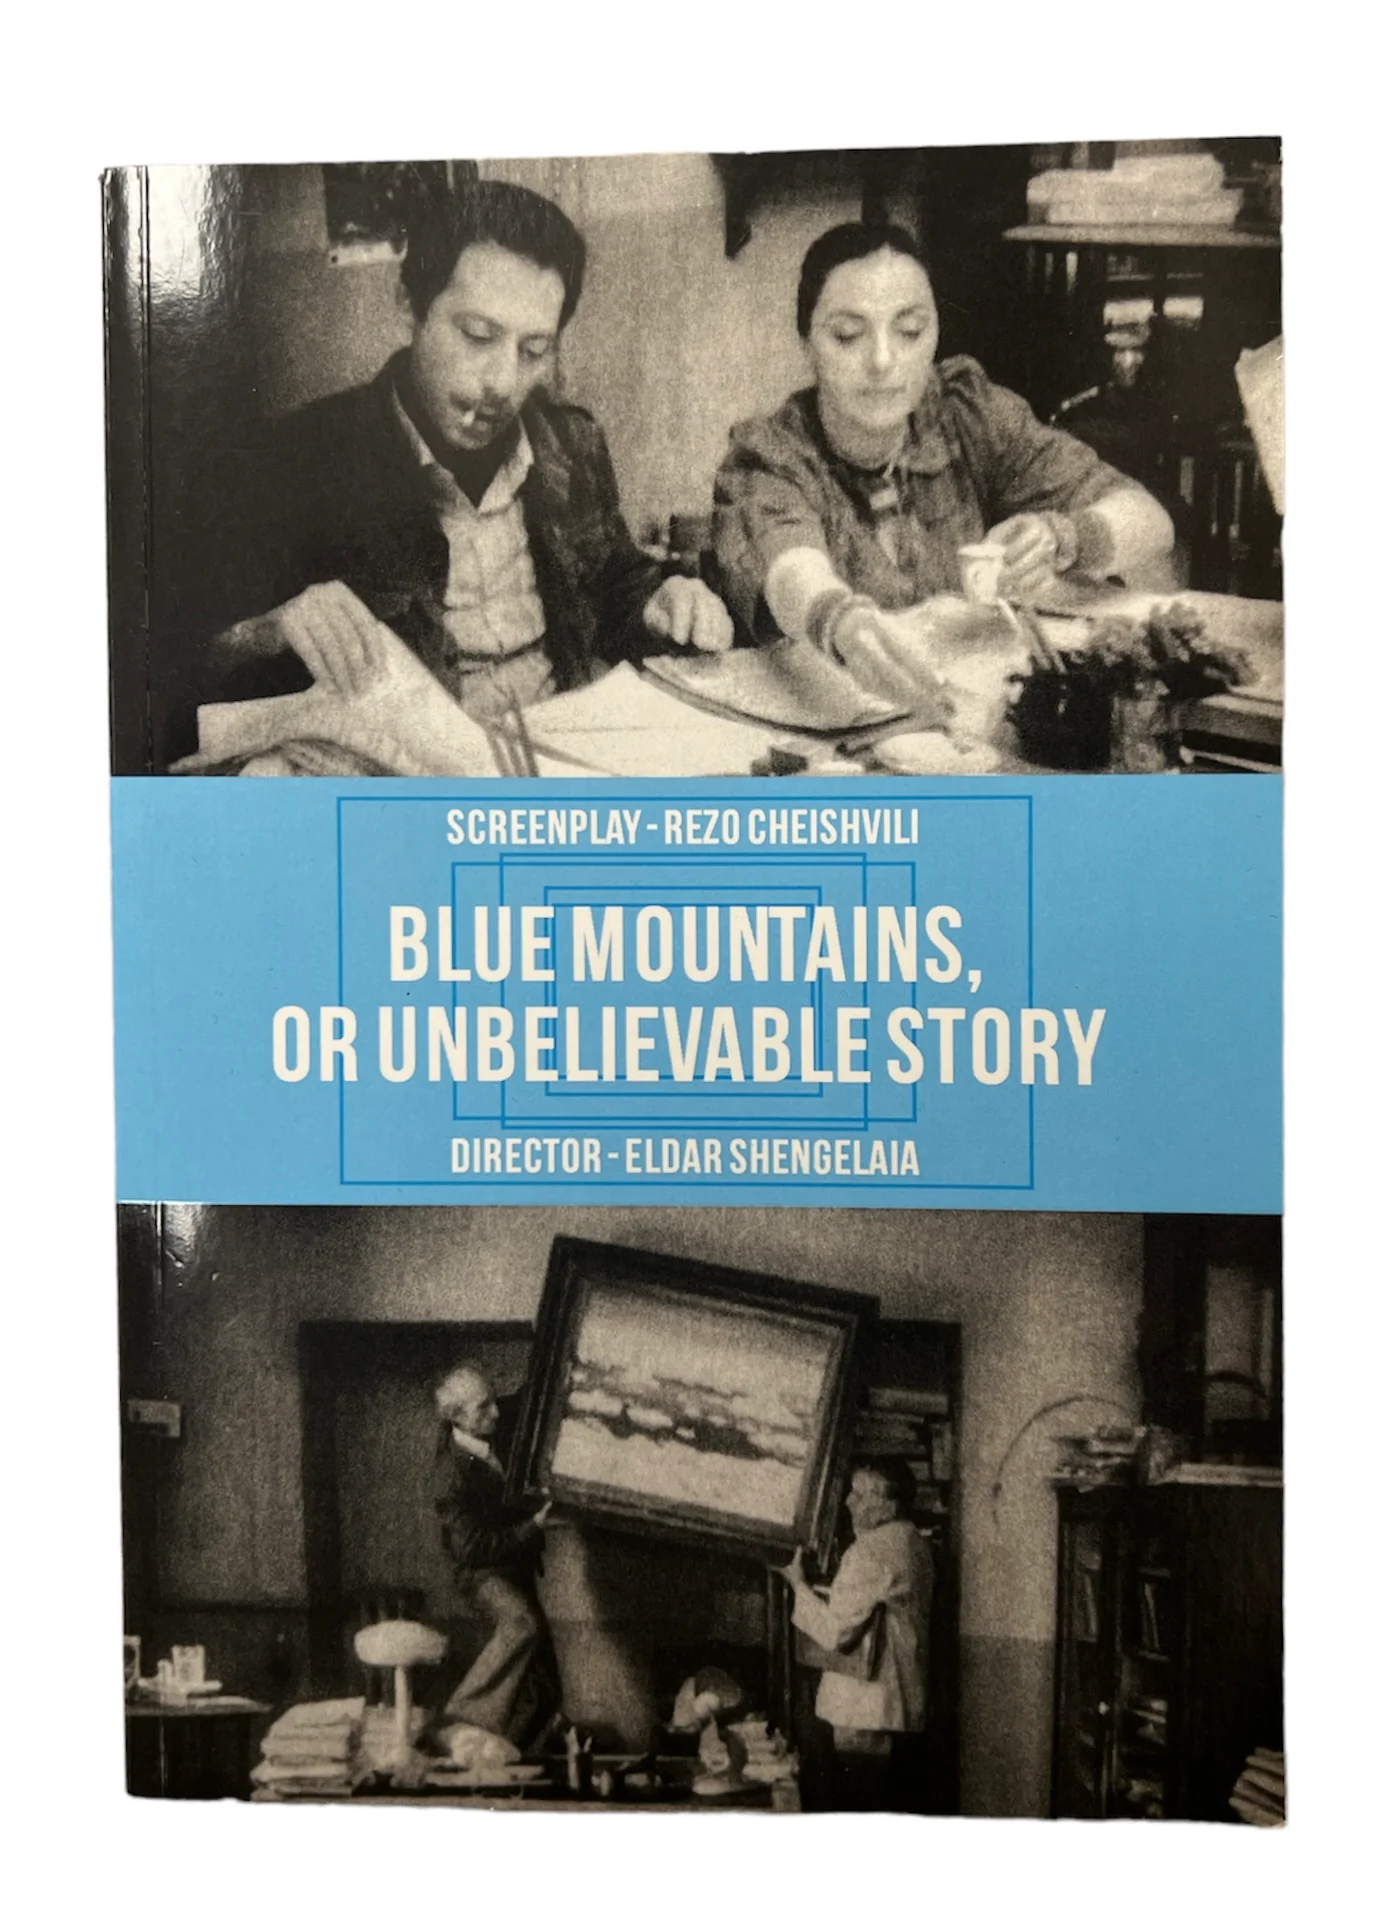 SCREENPLAY - REZO CHEISHVILI
BLUE MOUNTAINS,
OR UNBELIEVABLE STORY
DIRECTOR - ELDAR SHENGELAIA